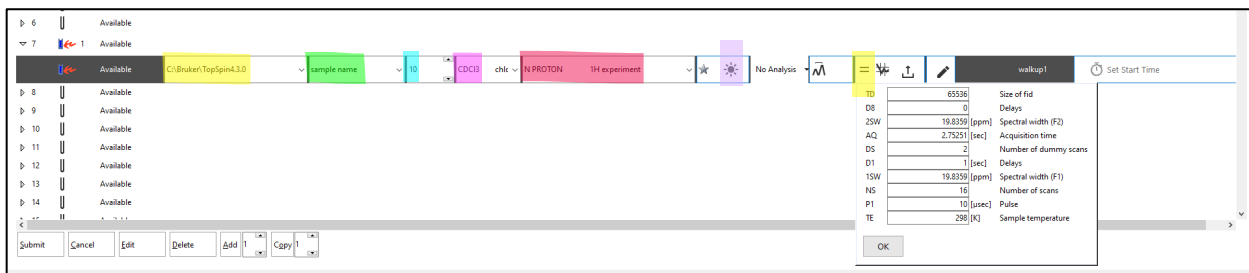 6 Available
7 1 Available
Available C:\Bruker\TopSpin4.3.0 sample name 10 CDCl3 chlc N PROTON 1H experiment No Analysis walkup1 Set Start Time
8 Available
9 Available
10 Available
11 Available
12 Available
13 Available
14 Available
TD 65536 Size of fid
D8 0 Delays
2SW 19.8359 [ppm] Spectral width (F2)
AQ 2.75251 [sec] Acquisition time
DS 2 Number of dummy scans
D1 1 [sec] Delays
1SW 19.8359 [ppm] Spectral width (F1)
NS 16 Number of scans
P1 10 [µsec] Pulse
TE 298 [K] Sample temperature
OK
Submit Cancel Edit Delete Add 1 Copy 1